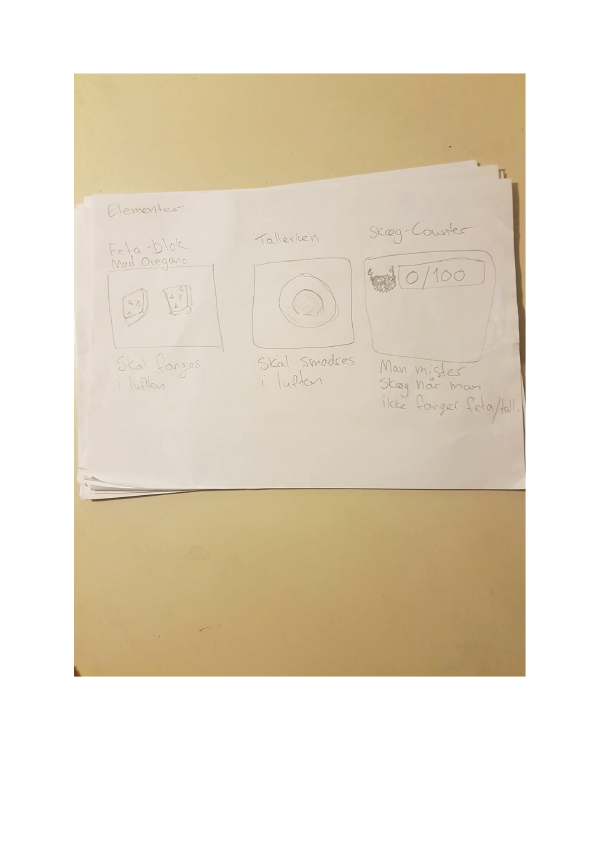 Elementer
Feta-blok
Med Oregano
Skal fanges
i luften
Tallerken
Skal smadres
i luften
Skæg-Counter
0/100
Man mister
Skæg når man
ikke fanger feta/tall.